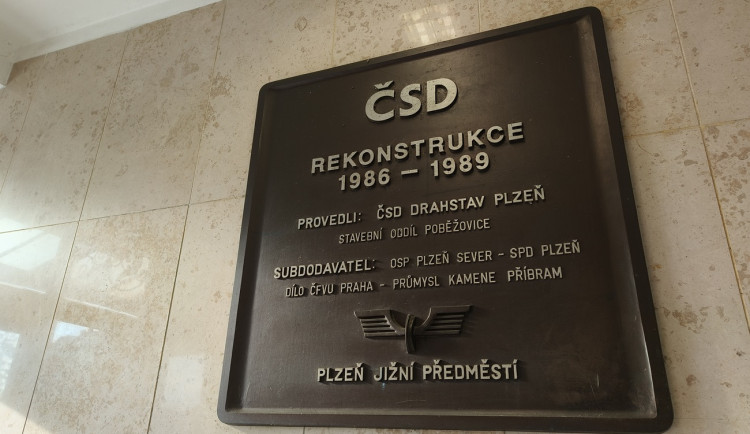 ČSD
REKONSTRUKCE
1986 – 1989
PROVEDLI: ČSD DRAHSTAV PLZEŇ
STAVEBNÍ ODDÍL POBĚŽOVICE
SUBDODAVATEL: OSP PLZEŇ SEVER – SPD PLZEŇ
DÍLO ČFVU PRAHA – PRŮMYSL KAMENE PŘÍBRAM
PLZEŇ JIŽNÍ PŘEDMĚSTÍ